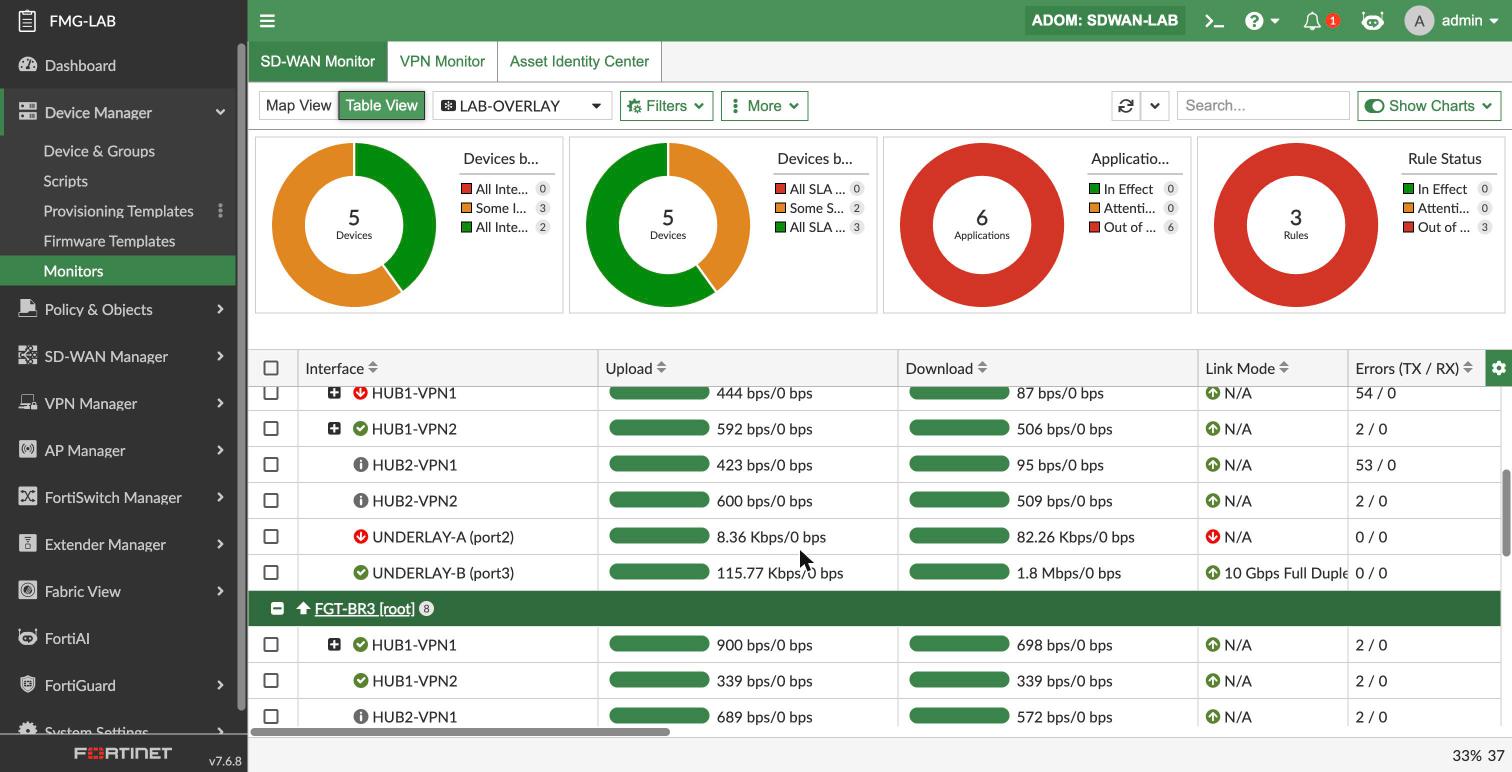 FMG-LAB
ADOM: SDWAN-LAB
1
A
admin
Dashboard
Device Manager
Device & Groups
Scripts
Provisioning Templates
Firmware Templates
Monitors
Policy & Objects
SD-WAN Manager
VPN Manager
AP Manager
FortiSwitch Manager
Extender Manager
Fabric View
FortiAI
FortiGuard
System Settings
FORTINET
v7.6.8
SD-WAN Monitor VPN Monitor Asset Identity Center
Map View Table View LAB-OVERLAY Filters More Search... Show Charts
5
Devices
Devices b...
All Inte... 0
Some I... 3
All Inte... 2
5
Devices
Devices b...
All SLA ... 0
Some S... 2
All SLA ... 3
6
Applications
Applicatio...
In Effect 0
Attenti... 0
Out of ... 6
3
Rules
Rule Status
In Effect 0
Attenti... 0
Out of ... 3
Interface Upload Download Link Mode Errors (TX / RX)
HUB1-VPN1 444 bps/0 bps 87 bps/0 bps N/A 54 / 0
HUB1-VPN2 592 bps/0 bps 506 bps/0 bps N/A 2 / 0
HUB2-VPN1 423 bps/0 bps 95 bps/0 bps N/A 53 / 0
HUB2-VPN2 600 bps/0 bps 509 bps/0 bps N/A 2 / 0
UNDERLAY-A (port2) 8.36 Kbps/0 bps 82.26 Kbps/0 bps N/A 0 / 0
UNDERLAY-B (port3) 115.77 Kbps/0 bps 1.8 Mbps/0 bps 10 Gbps Full Duple 0 / 0
FGT-BR3 [root] 8
HUB1-VPN1 900 bps/0 bps 698 bps/0 bps N/A 2 / 0
HUB1-VPN2 339 bps/0 bps 339 bps/0 bps N/A 2 / 0
HUB2-VPN1 689 bps/0 bps 572 bps/0 bps N/A 2 / 0
33% 37